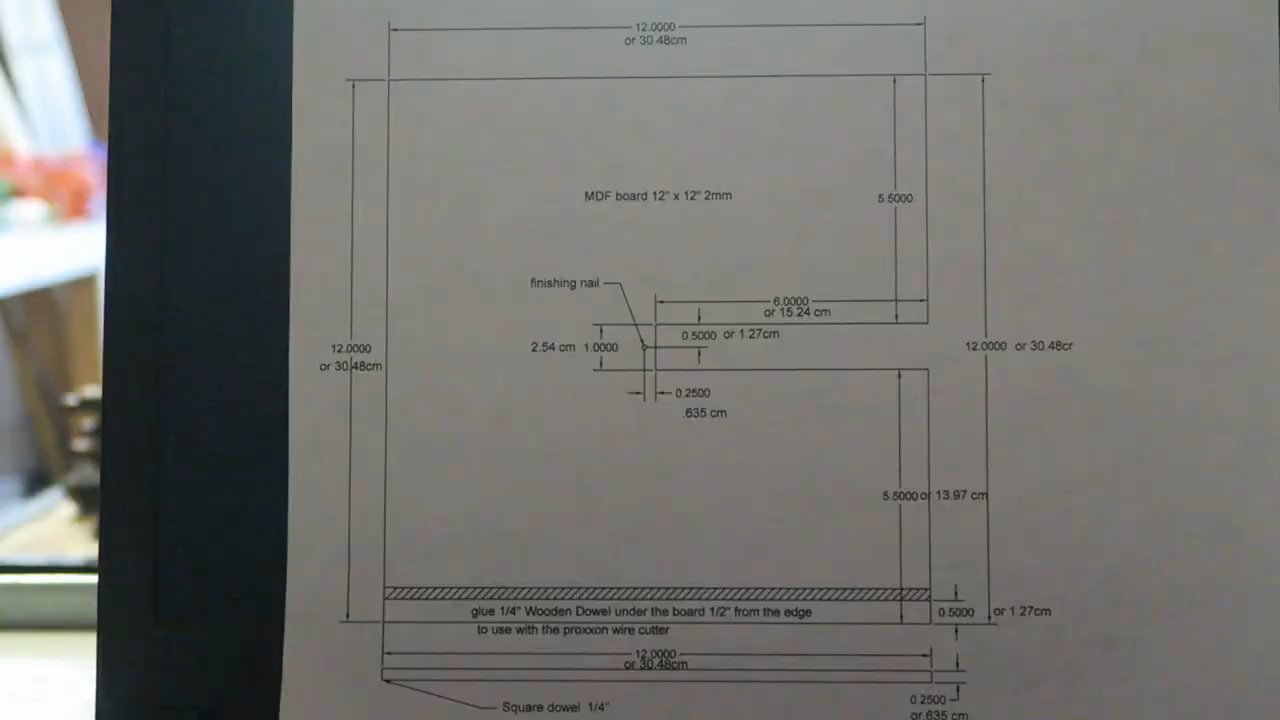 12.0000
or 30.48cm
MDF board 12" x 12" 2mm
5.5000
finishing nail
6.0000
or 15.24 cm
0.5000 or 1.27cm
2.54 cm 1.0000
12.0000
or 30.48cm
12.0000 or 30.48cr
0.2500
.635 cm
5.5000 or 13.97 cm
glue 1/4" Wooden Dowel under the board 1/2" from the edge
to use with the proxxon wire cutter
0.5000 or 1.27cm
12.0000
or 30.48cm
Square dowel 1/4"
0.2500
or .635 cm